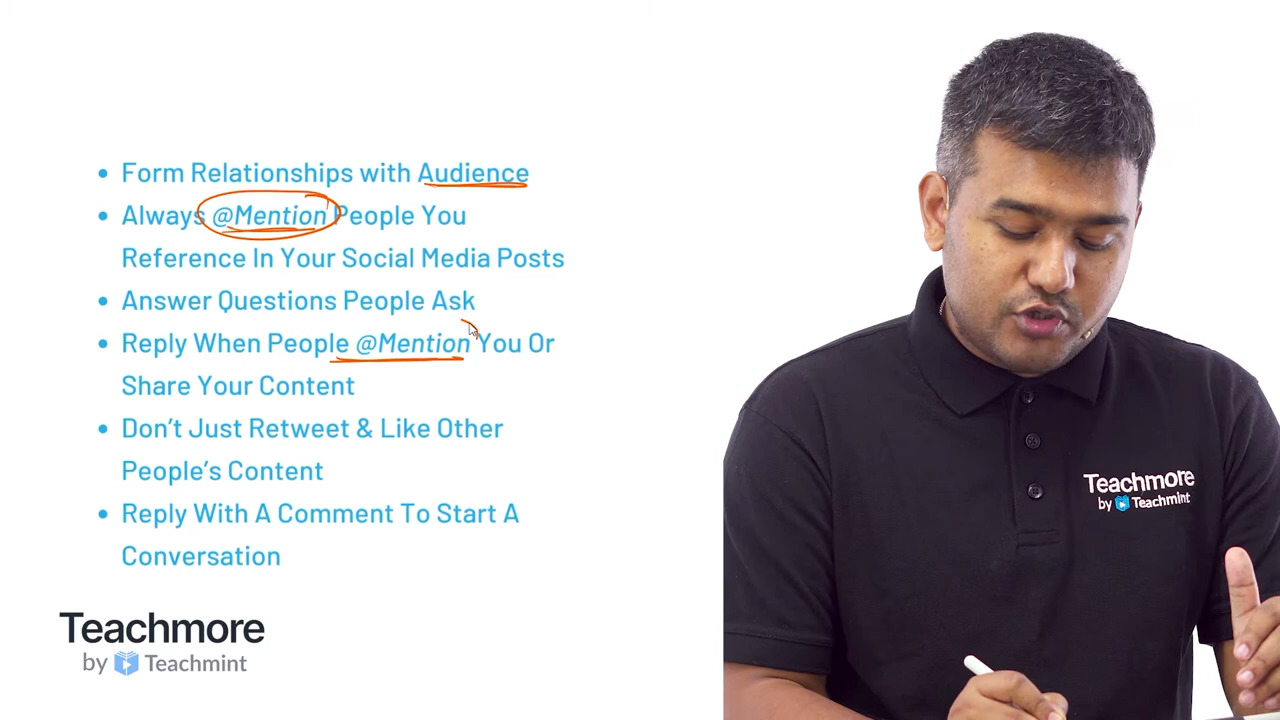 Form Relationships with Audience
Always @Mention People You
Reference In Your Social Media Posts
Answer Questions People Ask
Reply When People @Mention You Or
Share Your Content
Don’t Just Retweet & Like Other
People’s Content
Reply With A Comment To Start A
Conversation
Teachmore
by Teachmint
Teachmore
by Teachmint